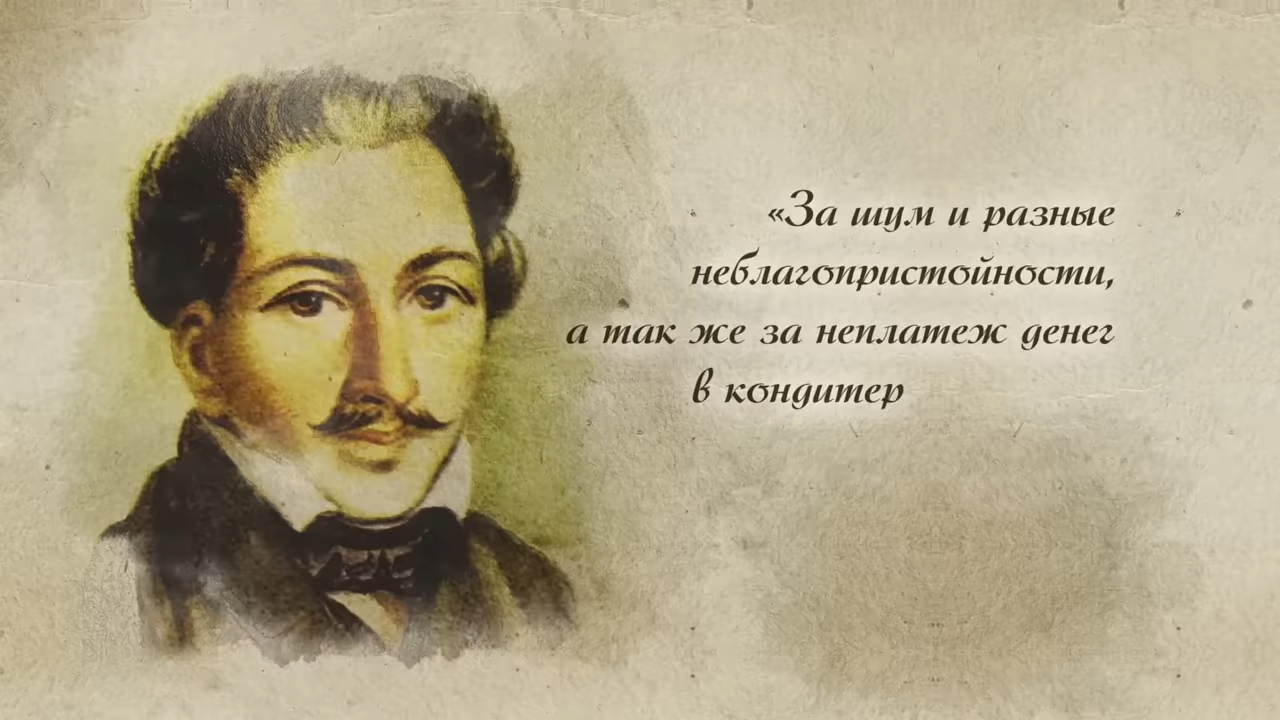 «За шум и разные
неблагопристойности,
а так же за неплатеж денег
в кондитер